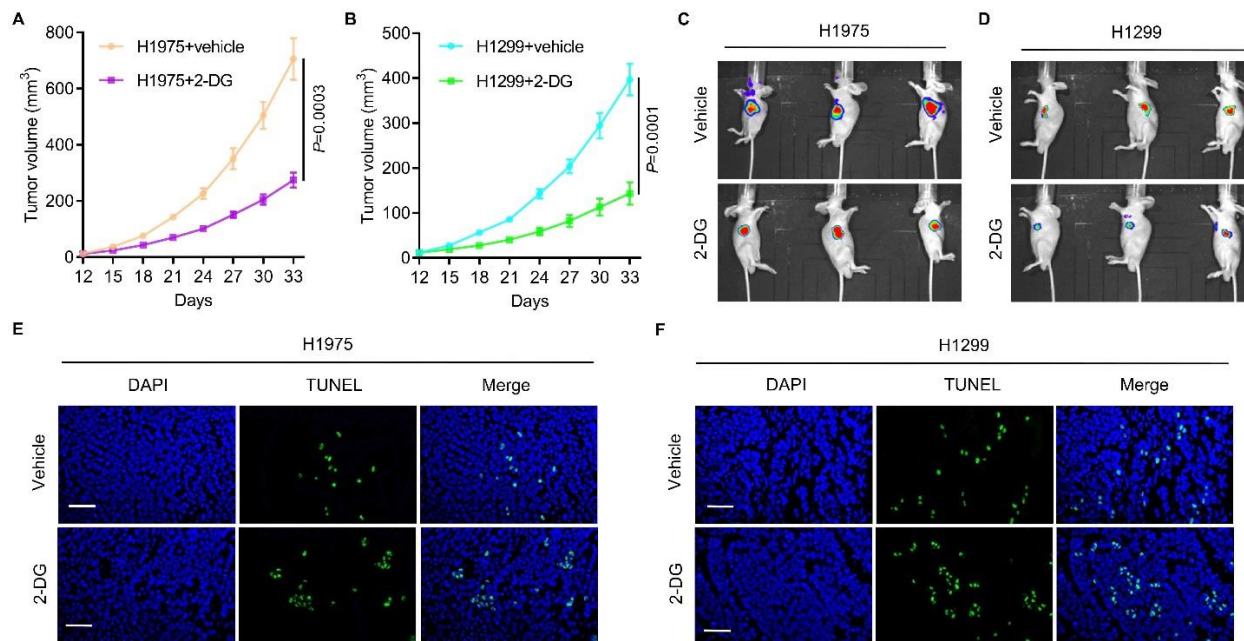 A
800
600
400
200
0
Tumor volume (mm³)
H1975+vehicle
H1975+2-DG
P=0.0003
12 15 18 21 24 27 30 33
Days
B
500
400
300
200
100
0
Tumor volume (mm³)
H1299+vehicle
H1299+2-DG
P=0.0001
12 15 18 21 24 27 30 33
Days
C
H1975
Vehicle
2-DG
D
H1299
Vehicle
2-DG
E
H1975
DAPI TUNEL Merge
Vehicle
2-DG
F
H1299
DAPI TUNEL Merge
Vehicle
2-DG